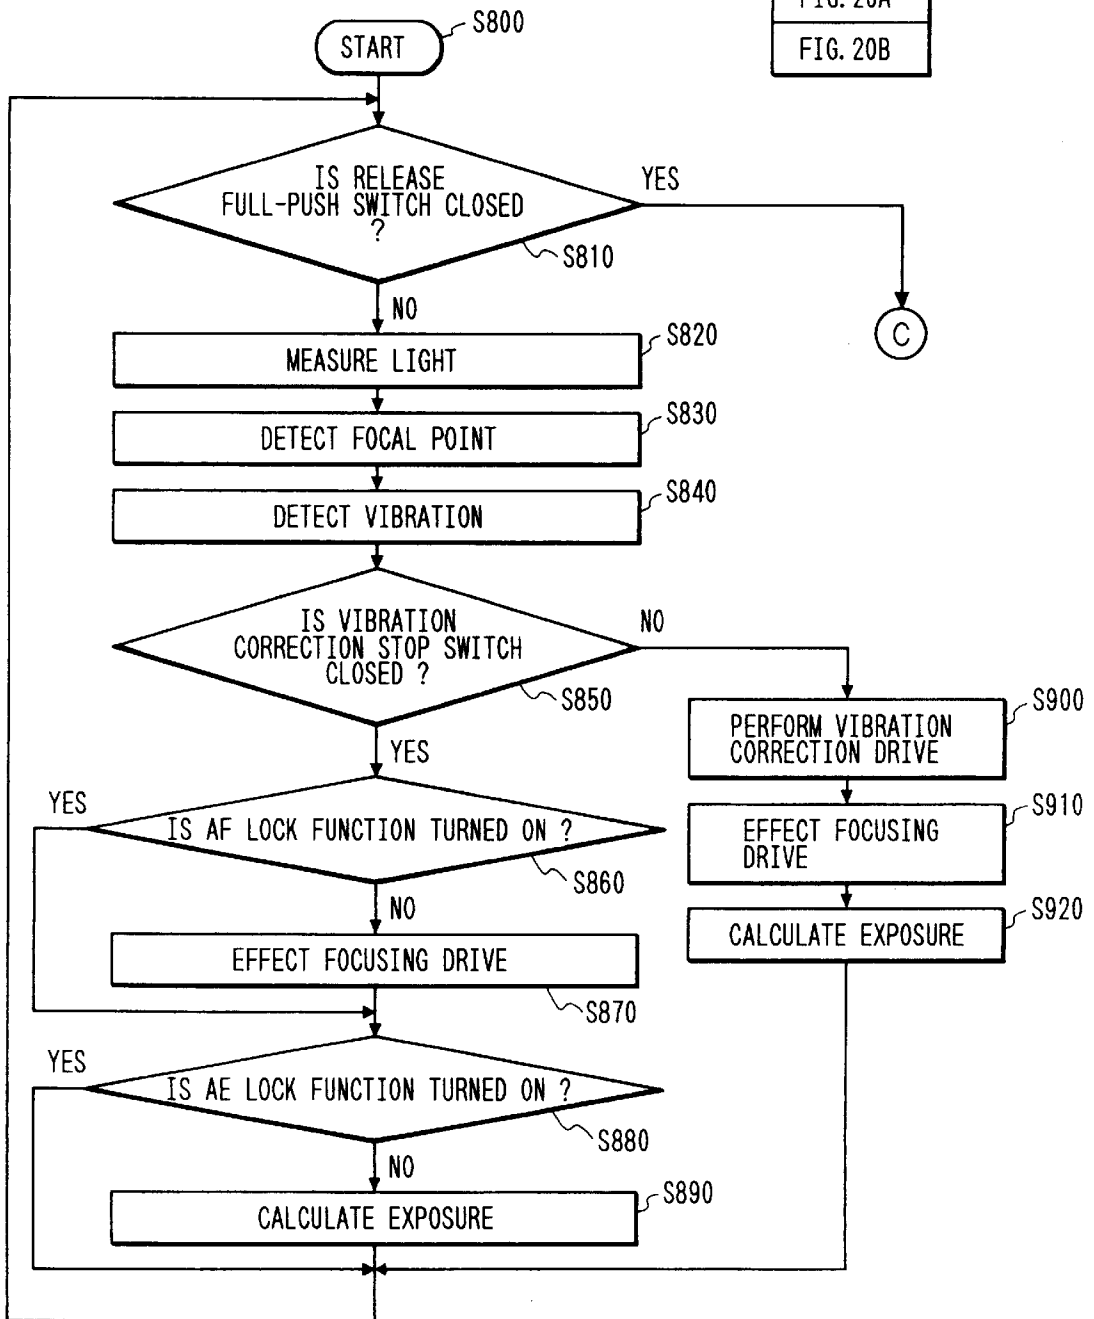 FIG. 20A
FIG. 20B
START
S800
IS RELEASE
FULL-PUSH SWITCH CLOSED
?
YES
S810
C
NO
MEASURE LIGHT
S820
DETECT FOCAL POINT
S830
DETECT VIBRATION
S840
IS VIBRATION
CORRECTION STOP SWITCH
CLOSED ?
NO
S850
YES
PERFORM VIBRATION
CORRECTION DRIVE
S900
YES
IS AF LOCK FUNCTION TURNED ON ?
S860
EFFECT FOCUSING
DRIVE
S910
NO
CALCULATE EXPOSURE
S920
EFFECT FOCUSING DRIVE
S870
YES
IS AE LOCK FUNCTION TURNED ON ?
S880
NO
CALCULATE EXPOSURE
S890